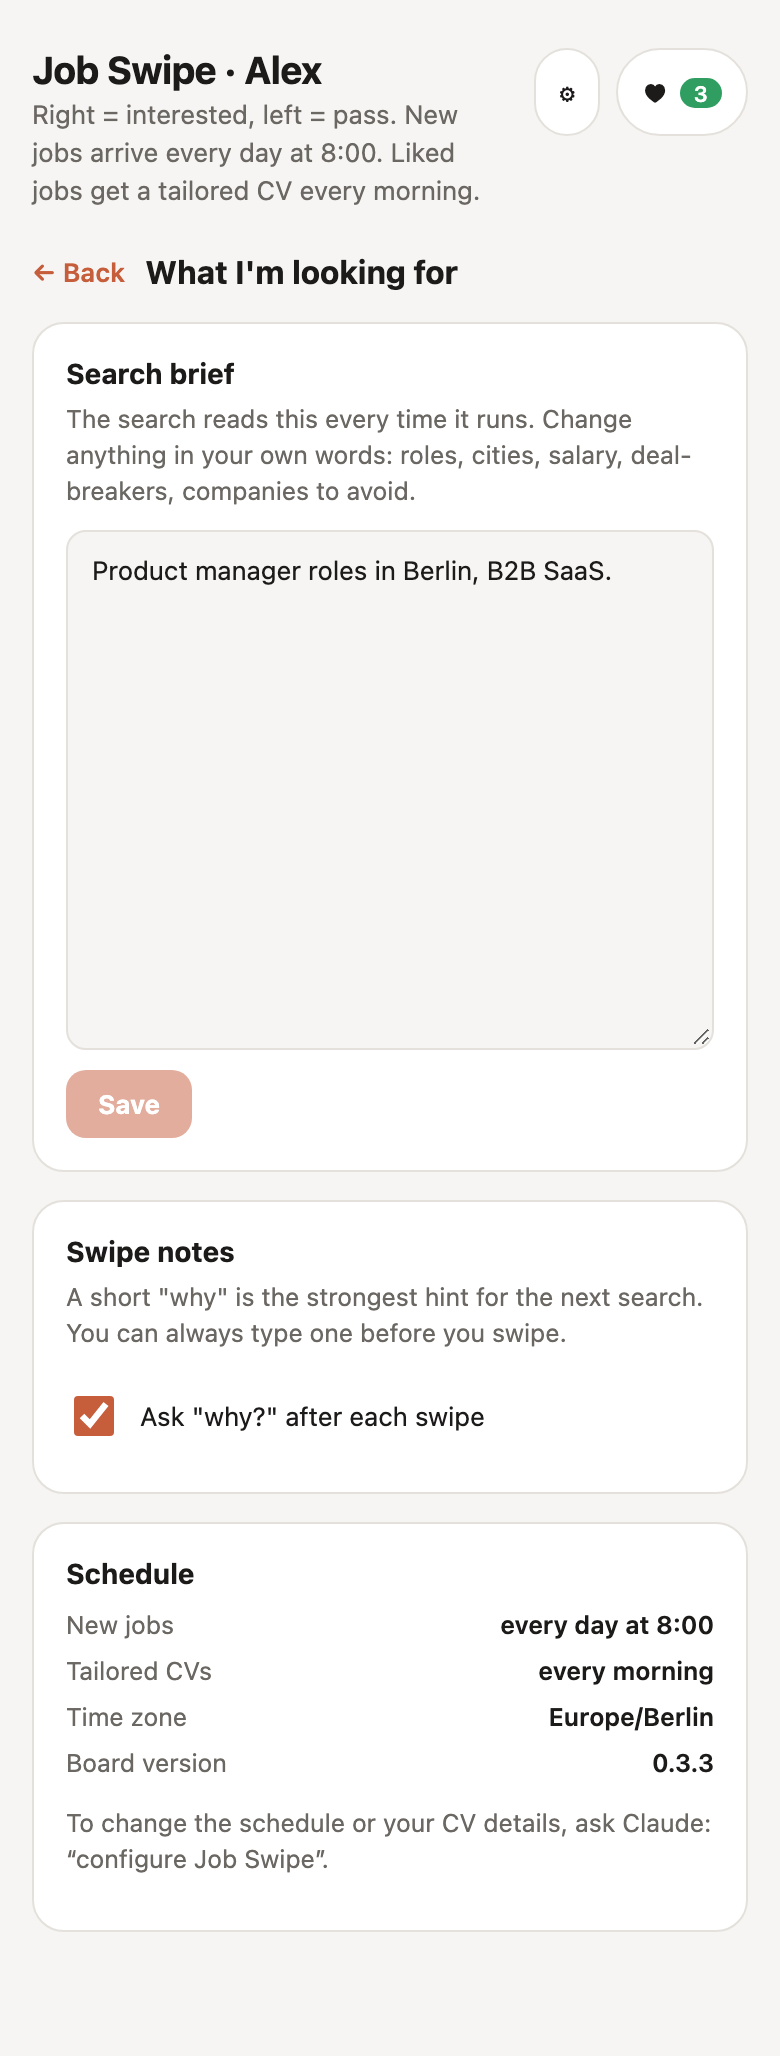 Job Swipe · Alex
Right = interested, left = pass. New
jobs arrive every day at 8:00. Liked
jobs get a tailored CV every morning.
3
← Back What I'm looking for
Search brief
The search reads this every time it runs. Change
anything in your own words: roles, cities, salary, deal-
breakers, companies to avoid.
Product manager roles in Berlin, B2B SaaS.
Save
Swipe notes
A short "why" is the strongest hint for the next search.
You can always type one before you swipe.
Ask "why?" after each swipe
Schedule
New jobs every day at 8:00
Tailored CVs every morning
Time zone Europe/Berlin
Board version 0.3.3
To change the schedule or your CV details, ask Claude:
“configure Job Swipe”.